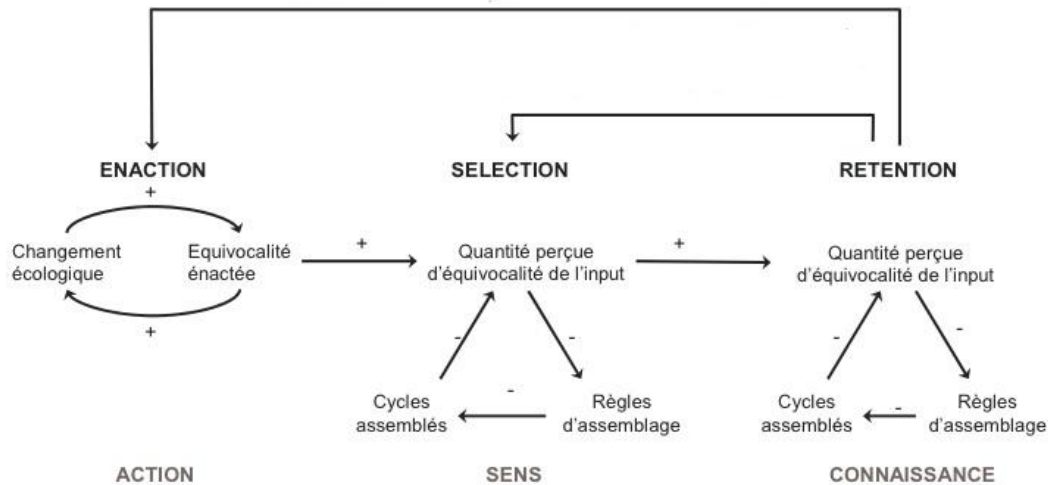 ENACTION
SELECTION
RETENTION
+
Changement
écologique
Equivocalité
énactée
+
+
Quantité perçue
d'équivocalité de l'input
+
Quantité perçue
d'équivocalité de l'input
-
-
-
Cycles
assemblés
Règles
d'assemblage
-
-
-
Cycles
assemblés
Règles
d'assemblage
ACTION
SENS
CONNAISSANCE